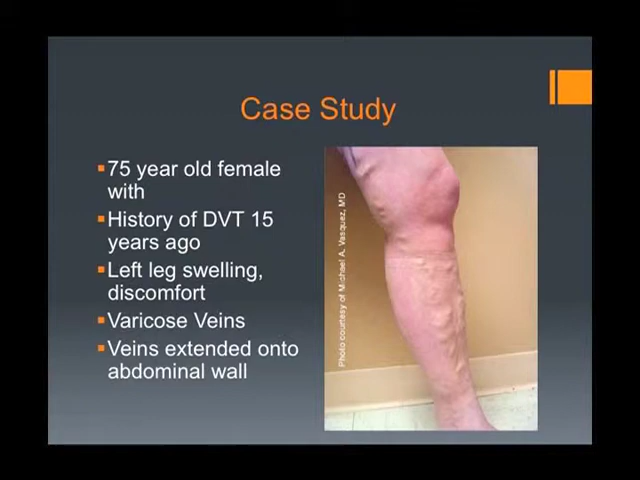 Case Study
75 year old female
with
History of DVT 15
years ago
Left leg swelling,
discomfort
Varicose Veins
Veins extended onto
abdominal wall
Photo courtesy of Michael A. Vasquez, MD